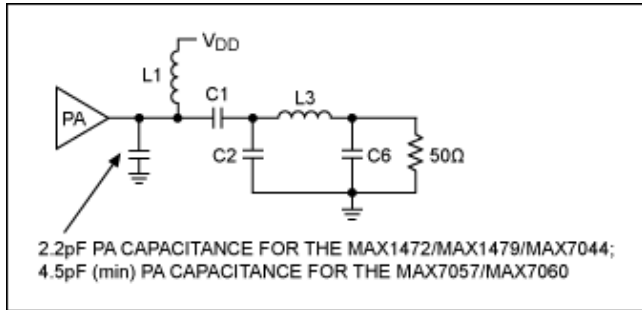 VDD
L1
C1
L3
PA
C2
C6
50Ω
2.2pF PA CAPACITANCE FOR THE MAX1472/MAX1479/MAX7044;
4.5pF (min) PA CAPACITANCE FOR THE MAX7057/MAX7060